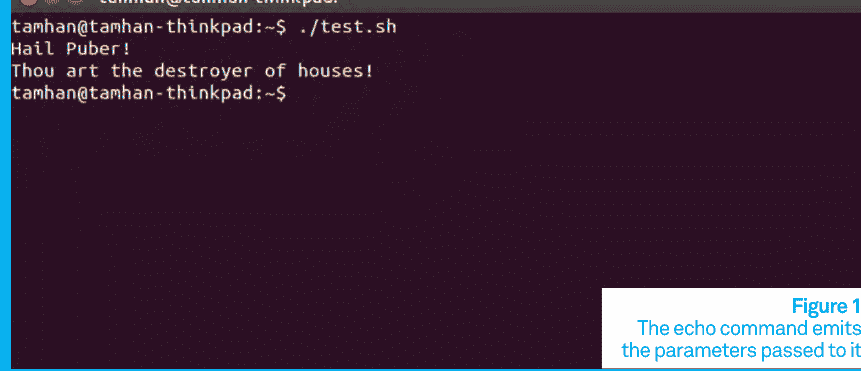 tamhan@tamhan-thinkpad:~$ ./test.sh
Hail Puber!
Thou art the destroyer of houses!
tamhan@tamhan-thinkpad:~$
Figure 1
The echo command emits
the parameters passed to it